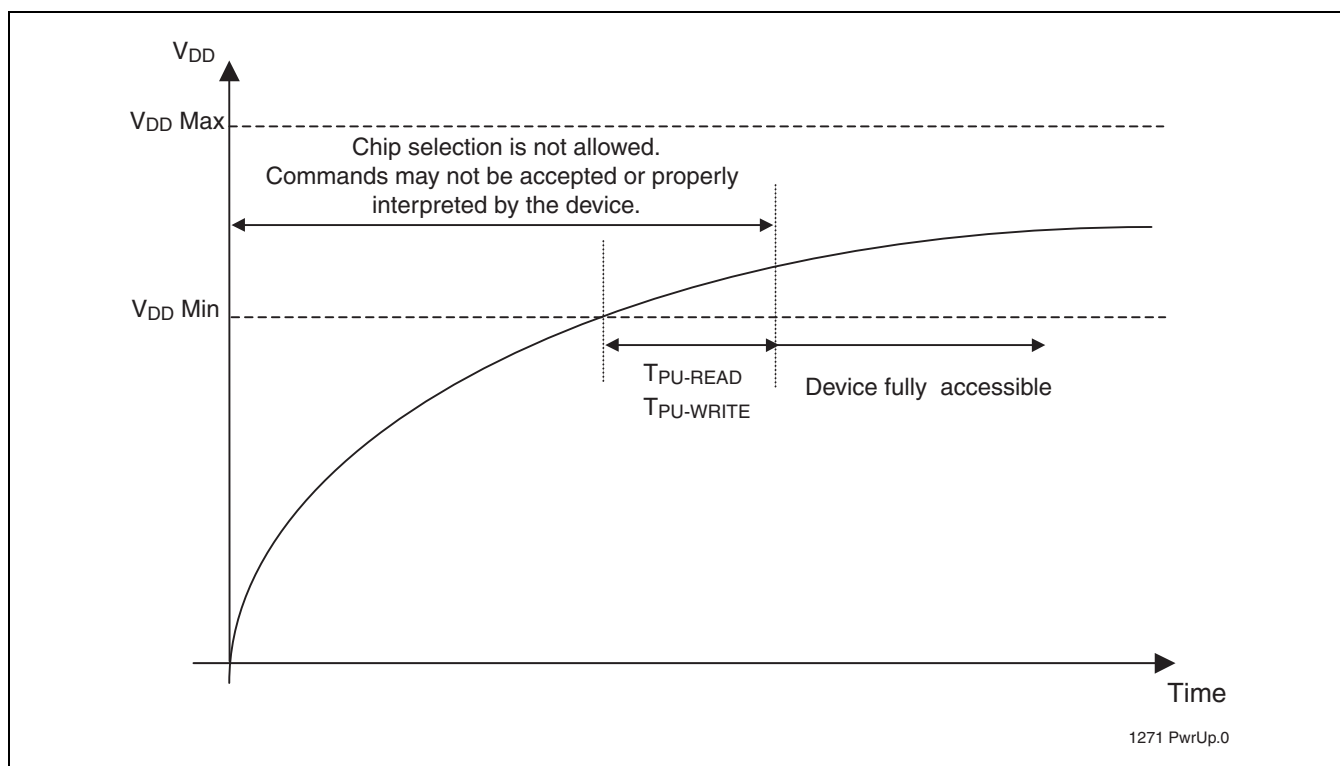 VDD
VDD Max
Chip selection is not allowed.
Commands may not be accepted or properly
interpreted by the device.
VDD Min
TPU-READ
TPU-WRITE
Device fully accessible
Time
1271 PwrUp.0